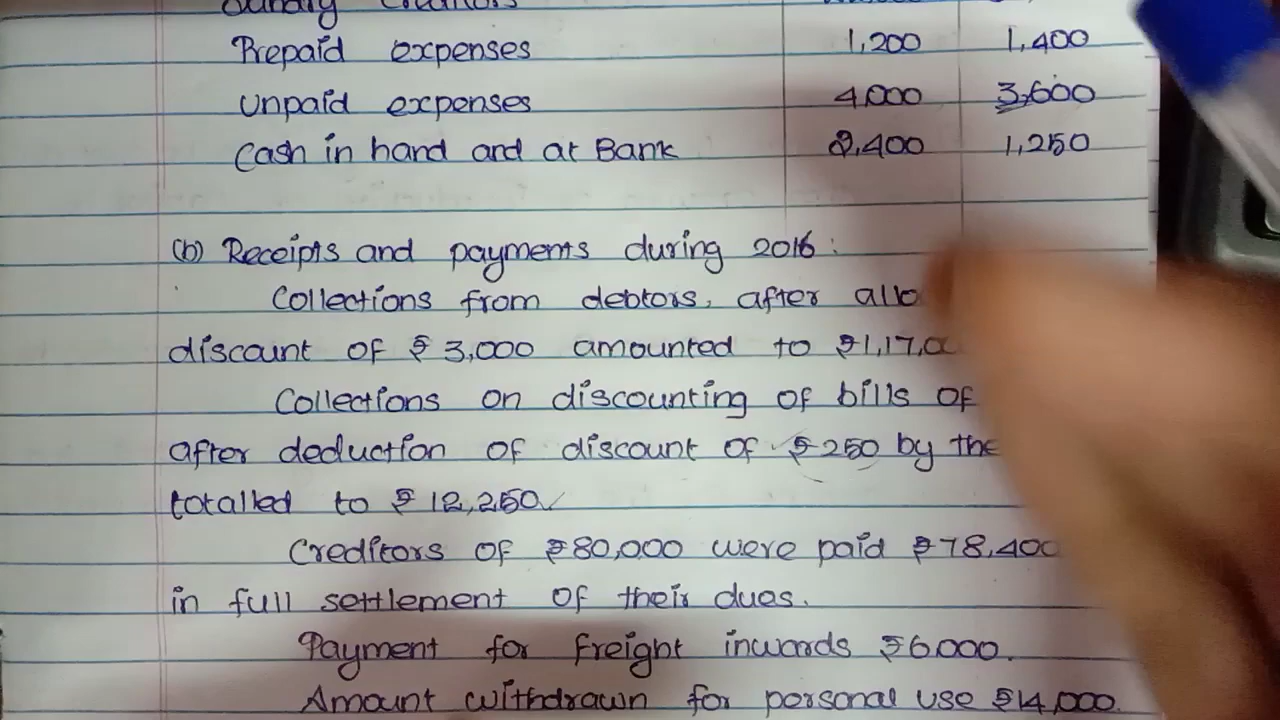 Prepaid expenses 1,200 1,400
unpaid expenses 4,000 3,600
Cash in hand and at Bank 2,400 1,250
(b) Receipts and payments during 2016:
Collections from debtors, after
discount of ₹ 3,000 amounted to
Collections on discounting of bills of
after deduction of discount of ₹ 250 by the
totalled to ₹ 12,250
Creditors of ₹80,000 were paid ₹78,400
in full settlement of their dues.
Payment for Freight inwards ₹6000.
Amount withdrawn for personal use ₹14,000.